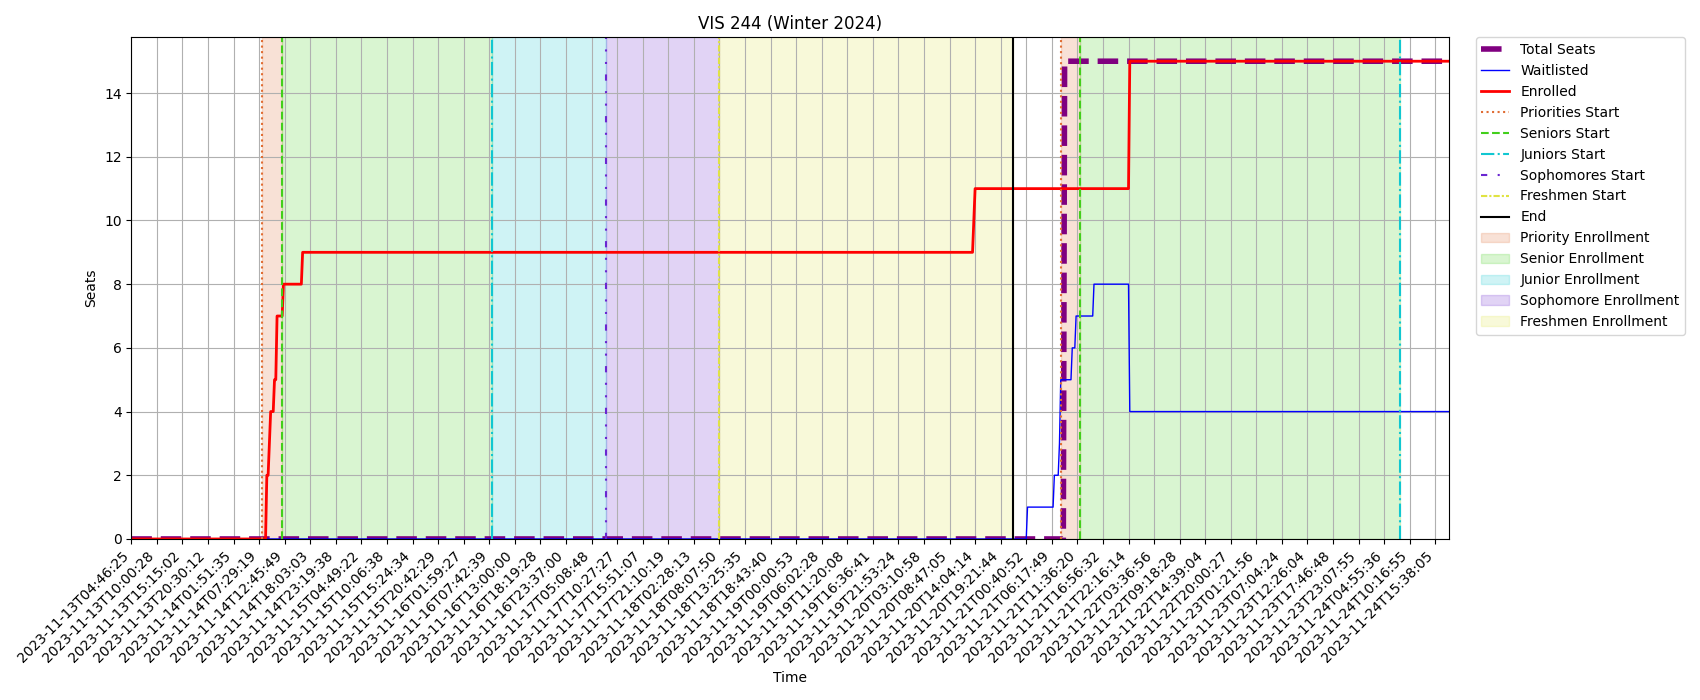 VIS 244 (Winter 2024)
Seats
14
12
10
8
6
4
2
0
2023-11-13T04:46:25
2023-11-13T10:00:28
2023-11-13T15:15:02
2023-11-13T20:30:12
2023-11-14T01:51:35
2023-11-14T07:29:19
2023-11-14T12:45:49
2023-11-14T18:03:03
2023-11-14T23:19:38
2023-11-15T04:49:22
2023-11-15T10:06:38
2023-11-15T15:24:34
2023-11-15T20:42:29
2023-11-16T01:59:27
2023-11-16T07:42:39
2023-11-16T13:00:00
2023-11-16T18:19:28
2023-11-16T23:37:00
2023-11-17T05:08:48
2023-11-17T10:27:27
2023-11-17T15:51:07
2023-11-17T21:10:19
2023-11-18T02:28:13
2023-11-18T08:07:50
2023-11-18T13:25:35
2023-11-18T18:43:40
2023-11-19T00:00:53
2023-11-19T06:02:28
2023-11-19T11:20:08
2023-11-19T16:36:41
2023-11-19T21:53:24
2023-11-20T03:10:58
2023-11-20T08:47:05
2023-11-20T14:04:14
2023-11-20T19:21:44
2023-11-21T00:40:52
2023-11-21T06:17:49
2023-11-21T11:36:20
2023-11-21T16:56:32
2023-11-21T22:16:14
2023-11-22T03:36:56
2023-11-22T09:18:28
2023-11-22T14:39:04
2023-11-22T20:00:27
2023-11-23T01:21:56
2023-11-23T07:04:24
2023-11-23T12:26:04
2023-11-23T17:46:48
2023-11-23T23:07:55
2023-11-24T04:55:36
2023-11-24T10:16:55
2023-11-24T15:38:05
Time
Total Seats
Waitlisted
Enrolled
Priorities Start
Seniors Start
Juniors Start
Sophomores Start
Freshmen Start
End
Priority Enrollment
Senior Enrollment
Junior Enrollment
Sophomore Enrollment
Freshmen Enrollment